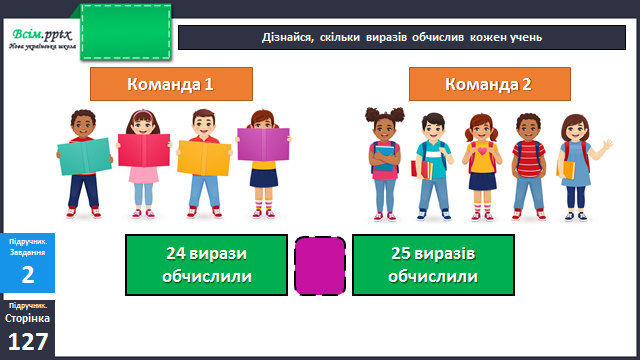 Всім.pptx
Нова українська школа
Дізнайся, скільки виразів обчислив кожен учень
Команда 1
Команда 2
Підручник.
Завдання
2
24 вирази
обчислили
25 виразів
обчислили
Підручник.
Сторінка
127